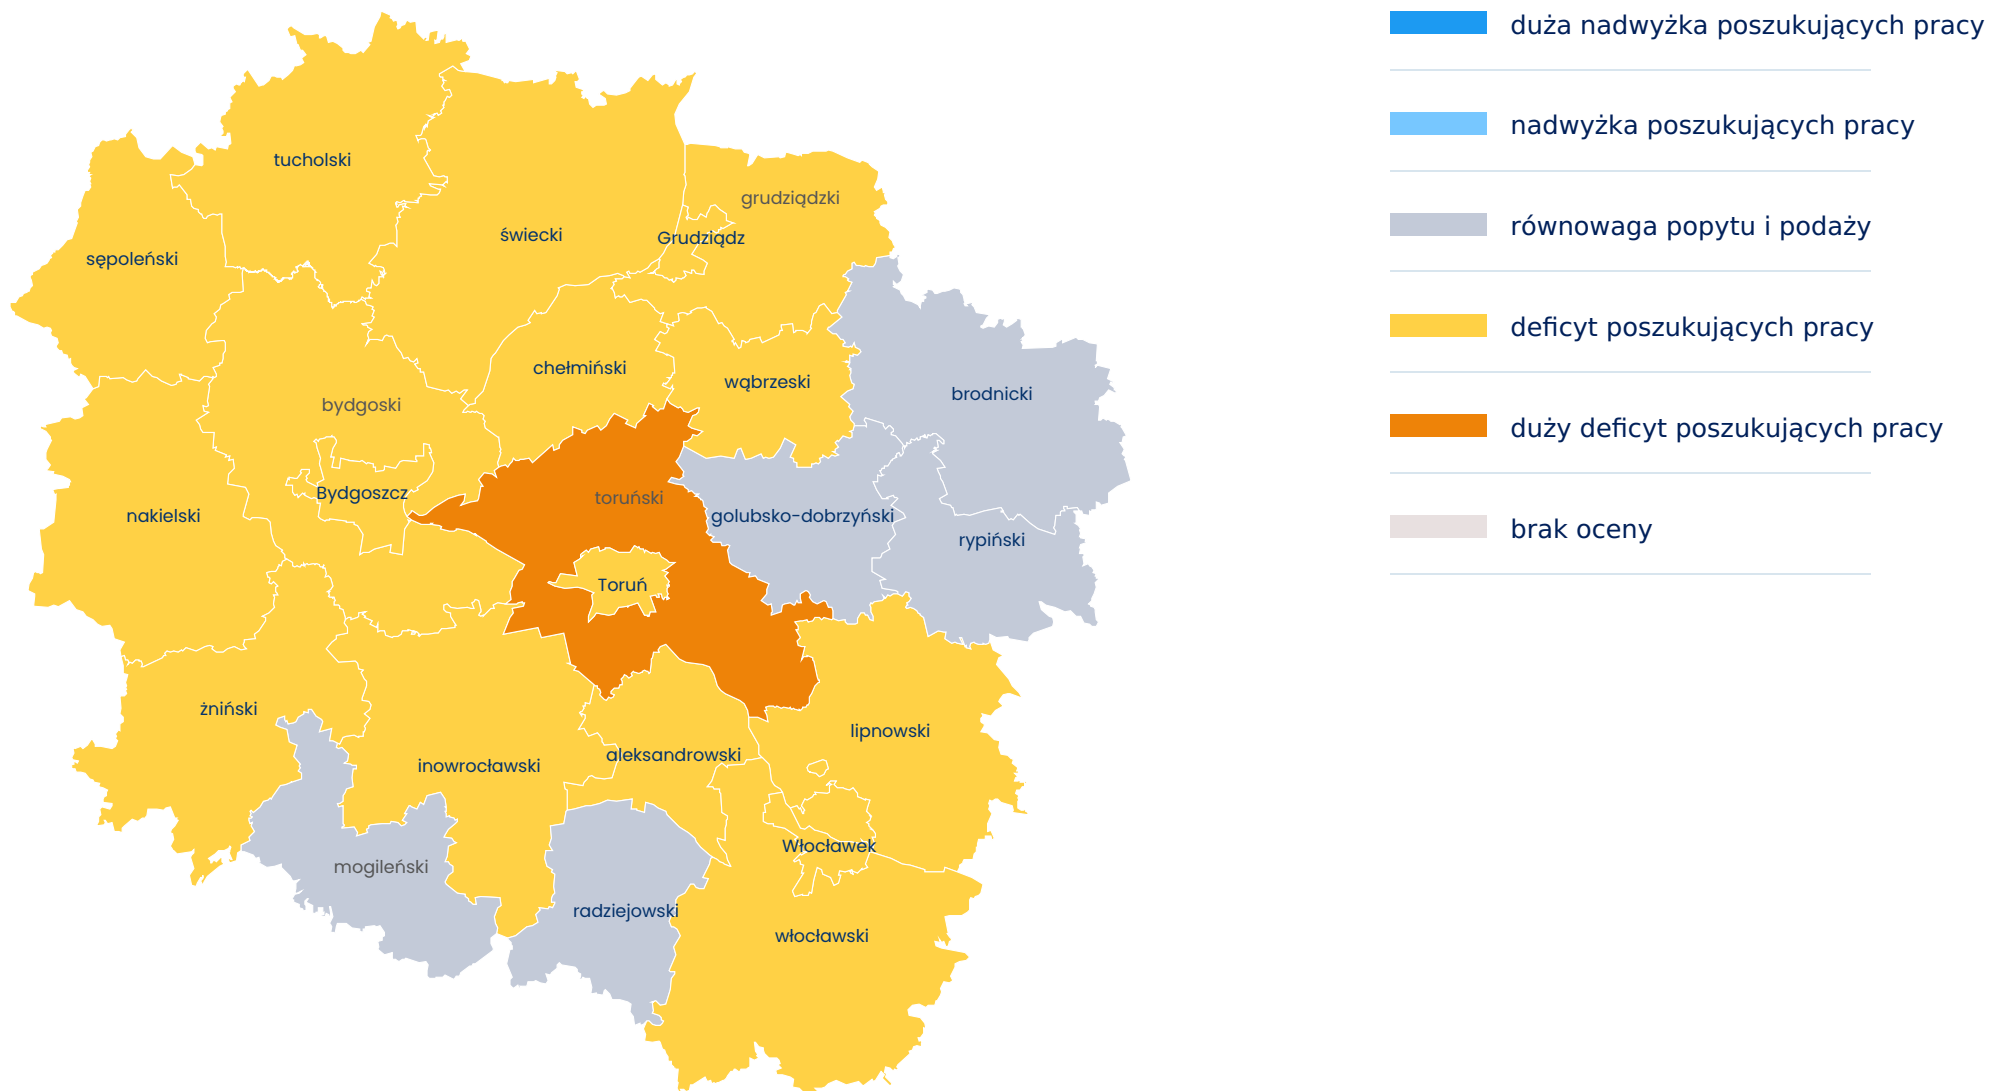 duża nadwyżka poszukujących pracy
nadwyżka poszukujących pracy
równowaga popytu i podaży
deficyt poszukujących pracy
duży deficyt poszukujących pracy
brak oceny
tucholski
grudziądzki
świecki
Grudziądz
sępoleński
chełmiński
wąbrzeski
brodnicki
bydgoski
Bydgoszcz
toruński
nakielski
golubsko-dobrzyński
rypiński
Toruń
żniński
lipnowski
aleksandrowski
inowrocławski
Włocławek
mogileński
radziejowski
włocławski